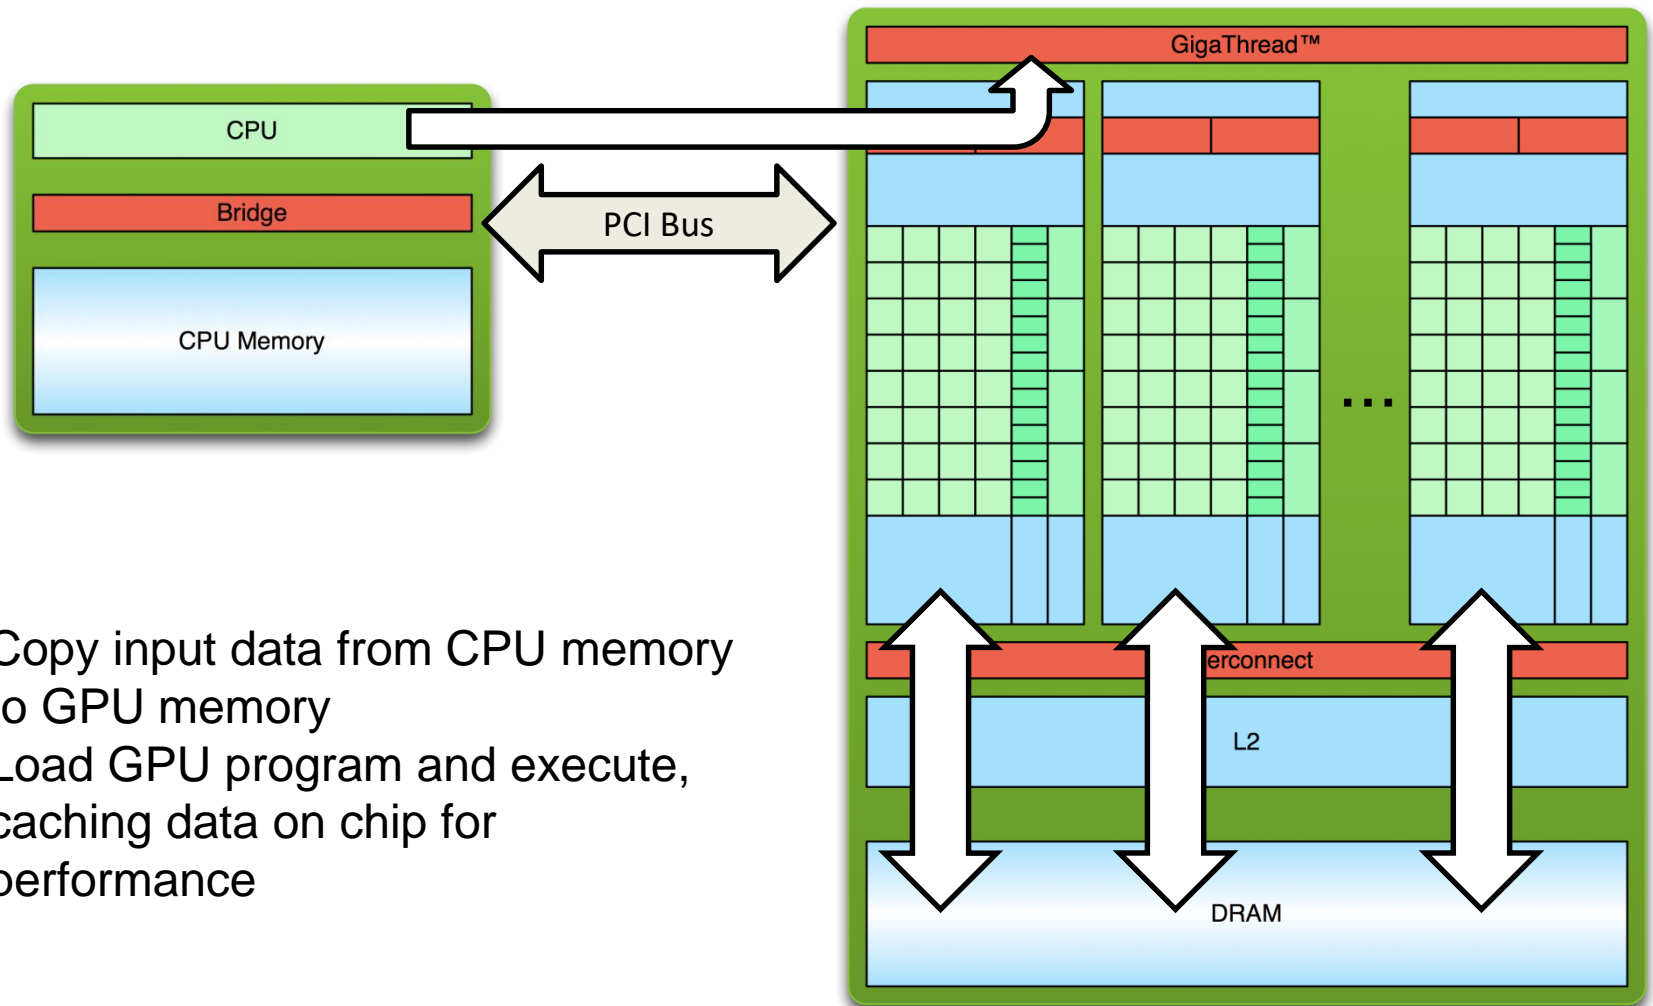 GigaThread™
CPU
Bridge
PCI Bus
CPU Memory
...
erconnect
L2
DRAM
Copy input data from CPU memory
to GPU memory
Load GPU program and execute,
caching data on chip for
performance